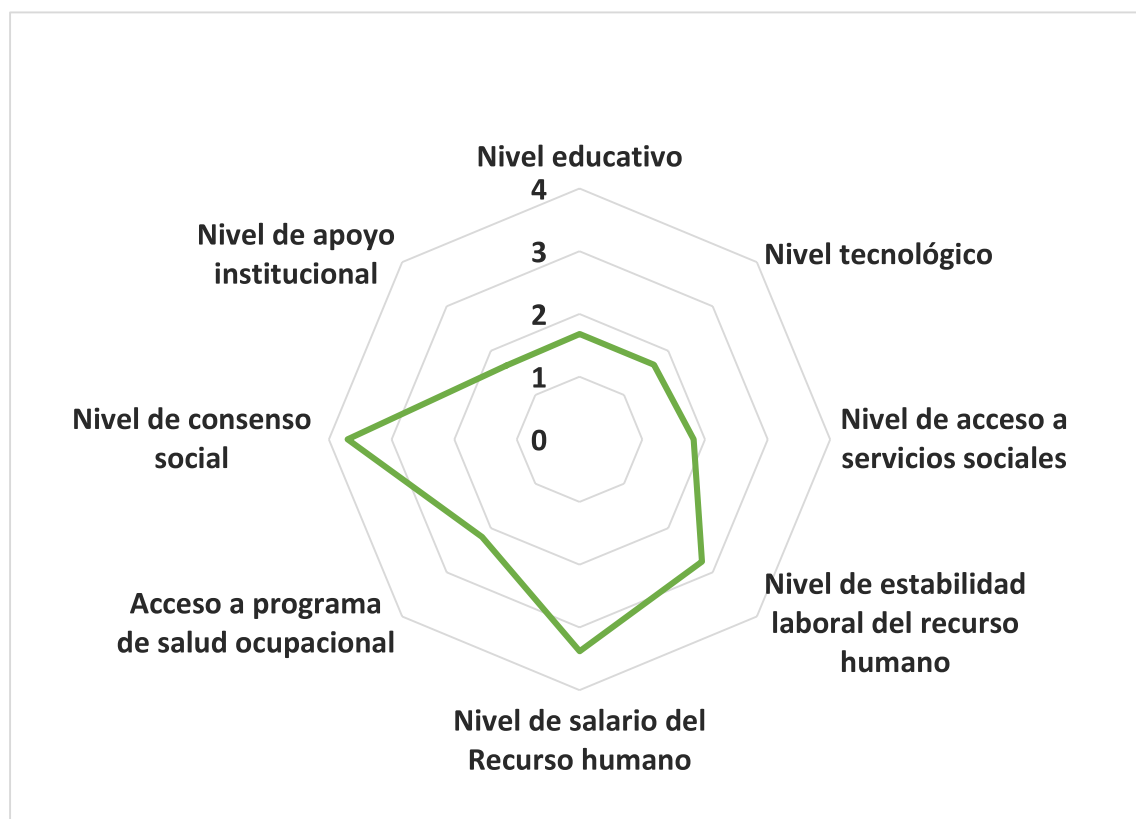 Nivel educativo
4
3
2
1
0
Nivel tecnológico
Nivel de acceso a
servicios sociales
Nivel de estabilidad
laboral del recurso
humano
Nivel de salario del
Recurso humano
Acceso a programa
de salud ocupacional
Nivel de consenso
social
Nivel de apoyo
institucional